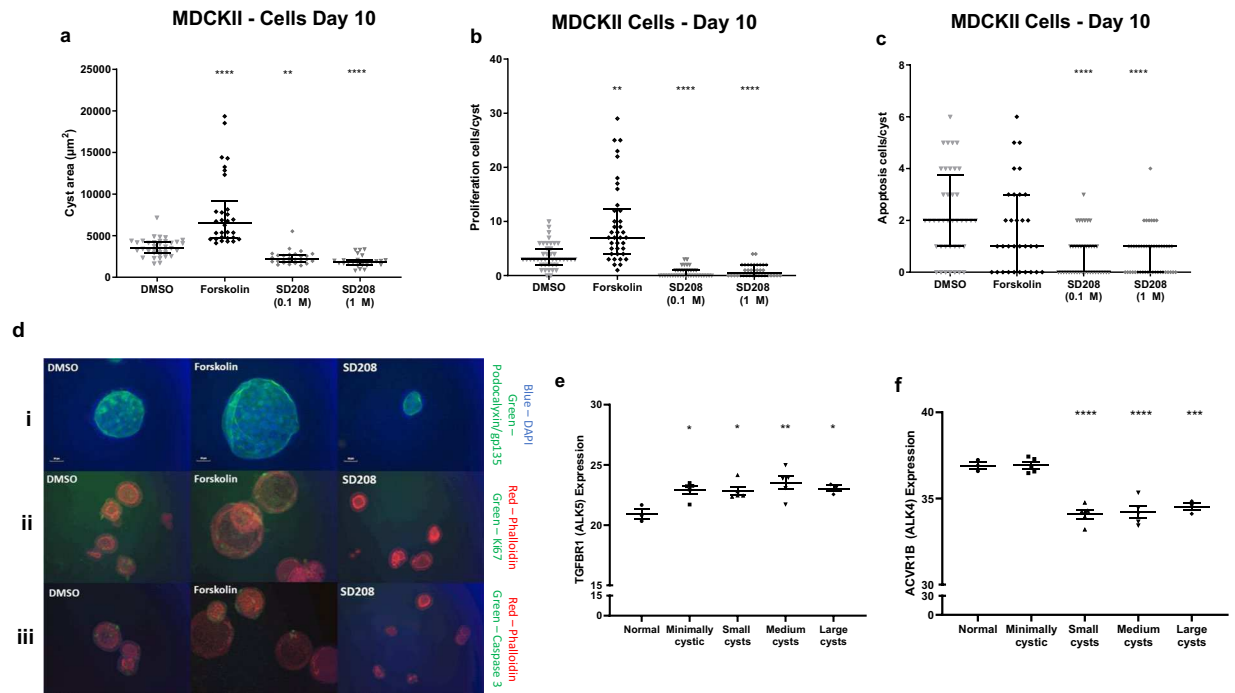 MDCKII - Cells Day 10
a
25000
20000
15000
10000
5000
0
Cyst area (µm²)
****
**
****
DMSO
Forskolin
SD208
(0.1 M)
SD208
(1 M)
MDCKII Cells - Day 10
b
40
30
20
10
0
Proliferation cells/cyst
**
****
****
DMSO
Forskolin
SD208
(0.1 M)
SD208
(1 M)
MDCKII Cells - Day 10
c
8
6
4
2
0
Apoptosis cells/cyst
****
****
DMSO
Forskolin
SD208
(0.1 M)
SD208
(1 M)
d
i
DMSO
Forskolin
SD208
Blue – DAPI
Green –
Podocalyxin/gp135
ii
DMSO
Forskolin
SD208
Red – Phalloidin
Green – Ki67
iii
DMSO
Forskolin
SD208
Red – Phalloidin
Green – Caspase 3
e
30
25
20
15
15
0
TGFBR1 (ALK5) Expression
*
*
**
*
Normal
Minimally
cystic
Small
cysts
Medium
cysts
Large
cysts
f
40
35
30
30
0
ACVR1B (ALK4) Expression
****
****
***
Normal
Minimally
cystic
Small
cysts
Medium
cysts
Large
cysts